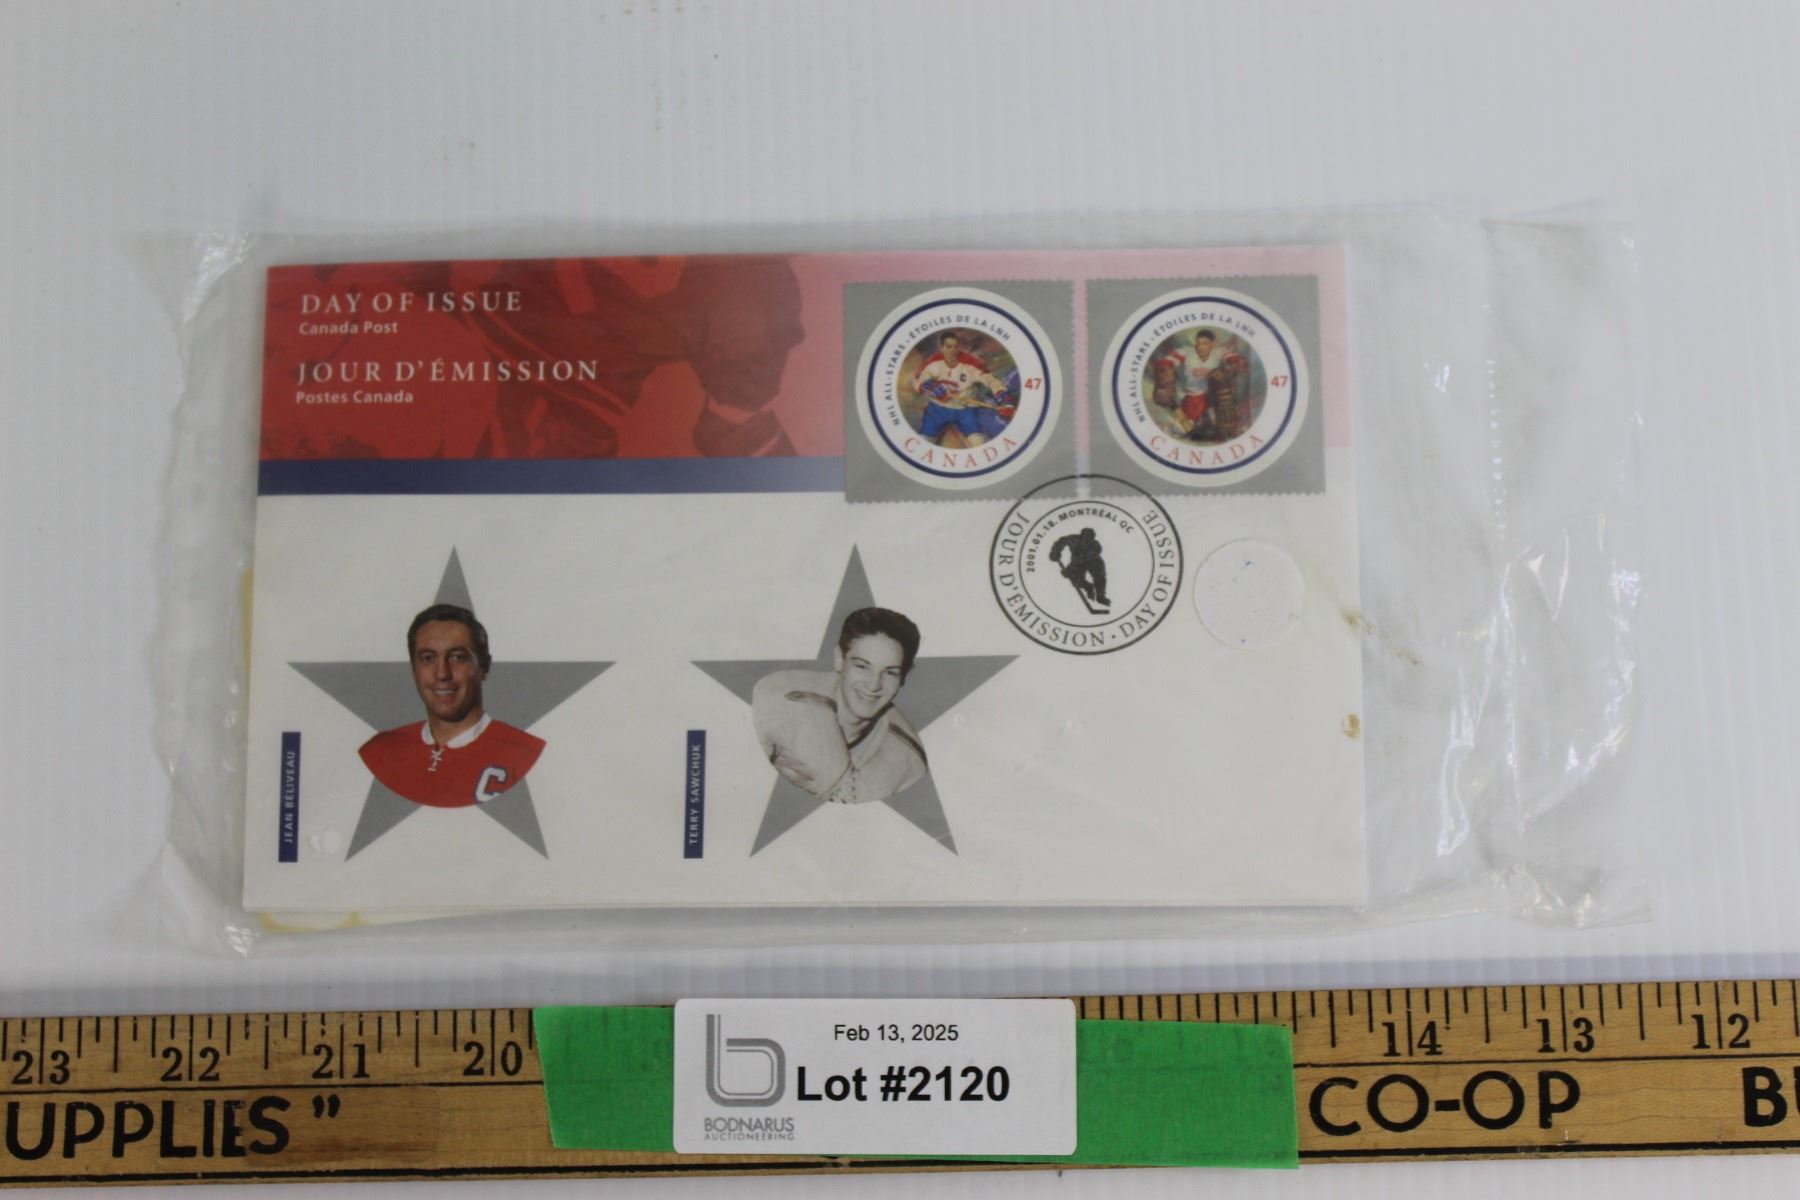 DAY OF ISSUE
Canada Post
JOUR D'ÉMISSION
Postes Canada
NHL ALL-STARS • ÉTOILES DE LA LNH
47
CANADA
NHL ALL-STARS • ÉTOILES DE LA LNH
47
CANADA
JOUR D'ÉMISSION • DAY OF ISSUE
2001.01.18. MONTRÉAL QC
JEAN BÉLIVEAU
TERRY SAWCHUK
C
23 22 21 20 14 13 12
UPPLIES" CO-OP BU
Feb 13, 2025
Lot #2120
BODNARUS
AUCTIONEERING